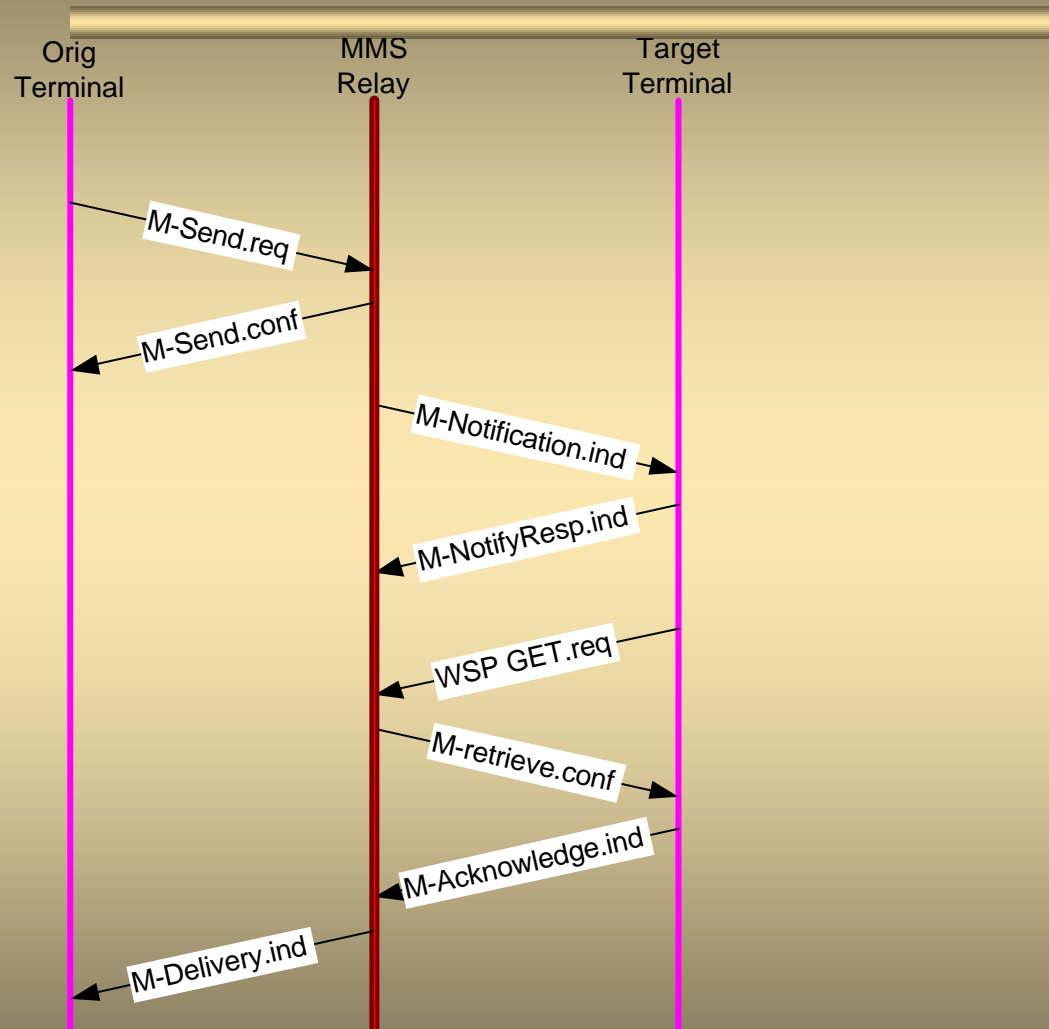 Orig
Terminal
MMS
Relay
Target
Terminal
M-Send.req
M-Send.conf
M-Notification.ind
M-NotifyResp.ind
WSP GET.req
M-retrieve.conf
M-Acknowledge.ind
M-Delivery.ind